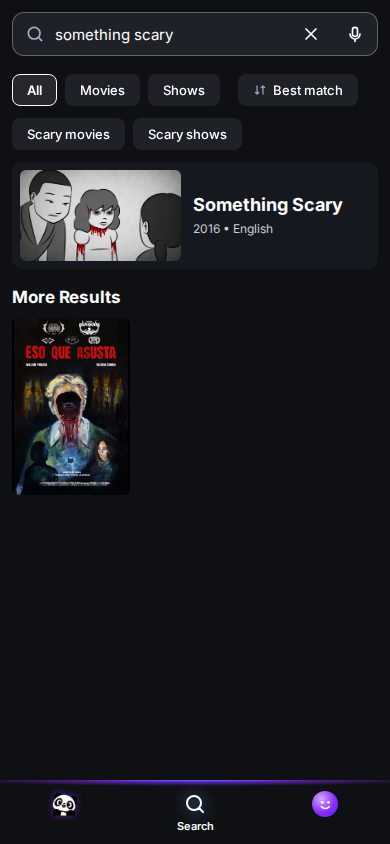 something scary
All
Movies
Shows
Best match
Scary movies
Scary shows
Something Scary
2016 • English
More Results
ESO QUE ASUSTA
Search